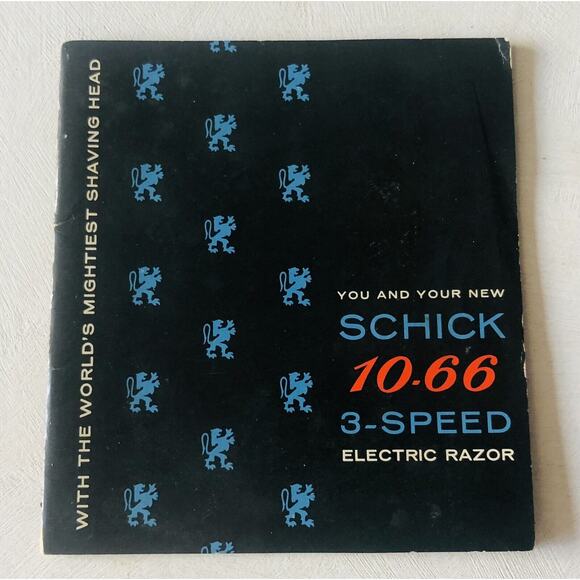 WITH THE WORLD'S MIGHTIEST SHAVING HEAD
YOU AND YOUR NEW
SCHICK
10-66
3-SPEED
ELECTRIC RAZOR